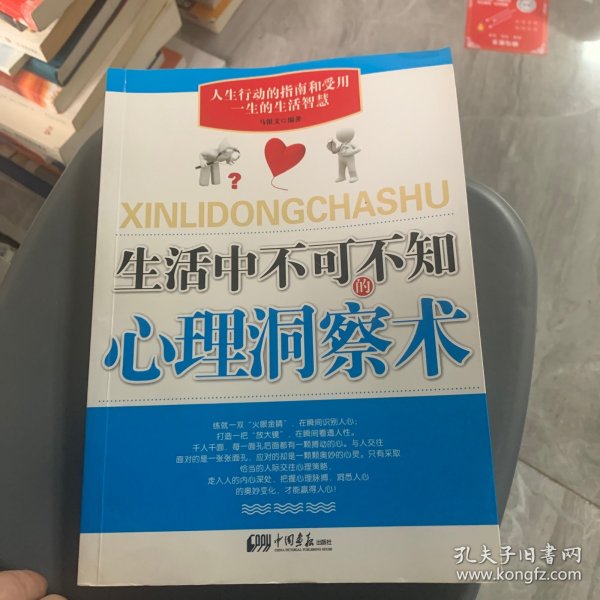 人生行动的指南和受用
一生的生活智慧
马银文○编著
?
XINLIDONGCHASHU
生活中不可不知
的
心理洞察术
练就一双“火眼金睛”，在瞬间识别人心；
打造一把“放大镜”，在瞬间看透人性。
千人千面，每一面孔后面都有一颗搏动的心。与人交往
面对的是一张张面孔，应对的却是一颗颗奥妙的心灵。只有采取
恰当的人际交往心理策略，
走入人的内心深处，把握心理脉搏，洞悉人心
的奥妙变化，才能赢得人心！
中国画报出版社
CHINA PICTORIAL PUBLISHING HOUSE
孔夫子旧书网
www.kongfz.com